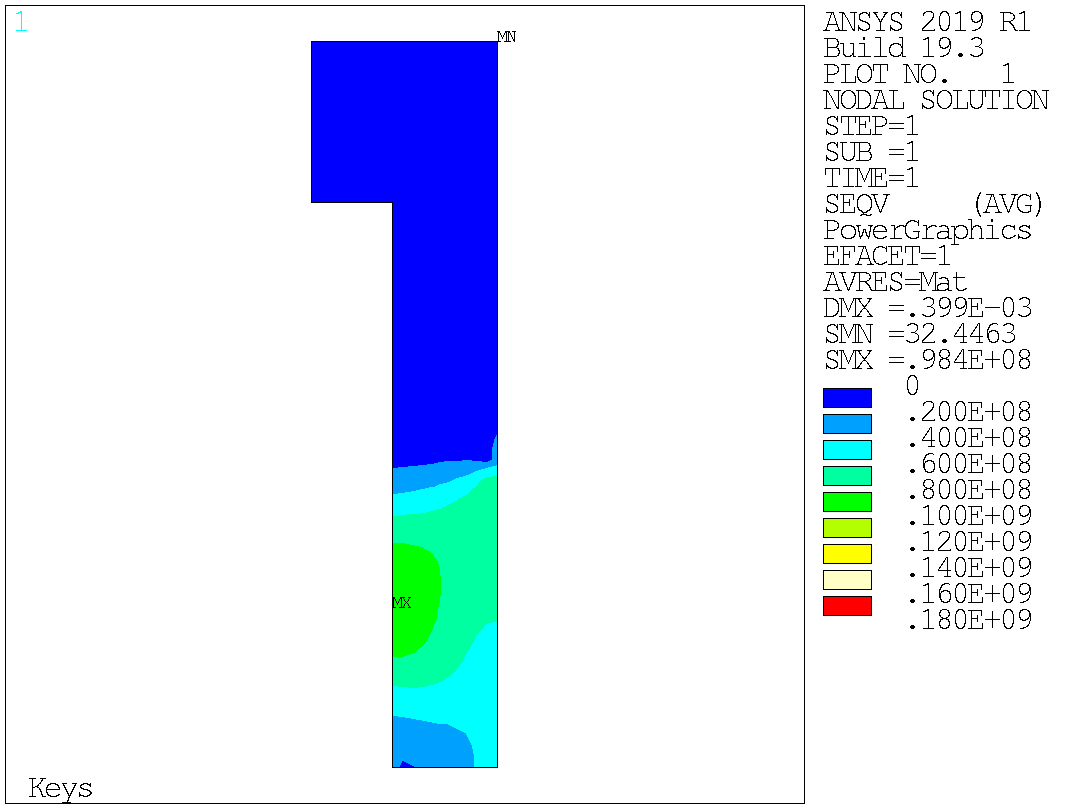 1
MN
MX
Keys
ANSYS 2019 R1
Build 19.3
PLOT NO.   1
NODAL SOLUTION
STEP=1
SUB =1
TIME=1
SEQV     (AVG)
PowerGraphics
EFACET=1
AVRES=Mat
DMX =.399E-03
SMN =32.4463
SMX =.984E+08
0
.200E+08
.400E+08
.600E+08
.800E+08
.100E+09
.120E+09
.140E+09
.160E+09
.180E+09